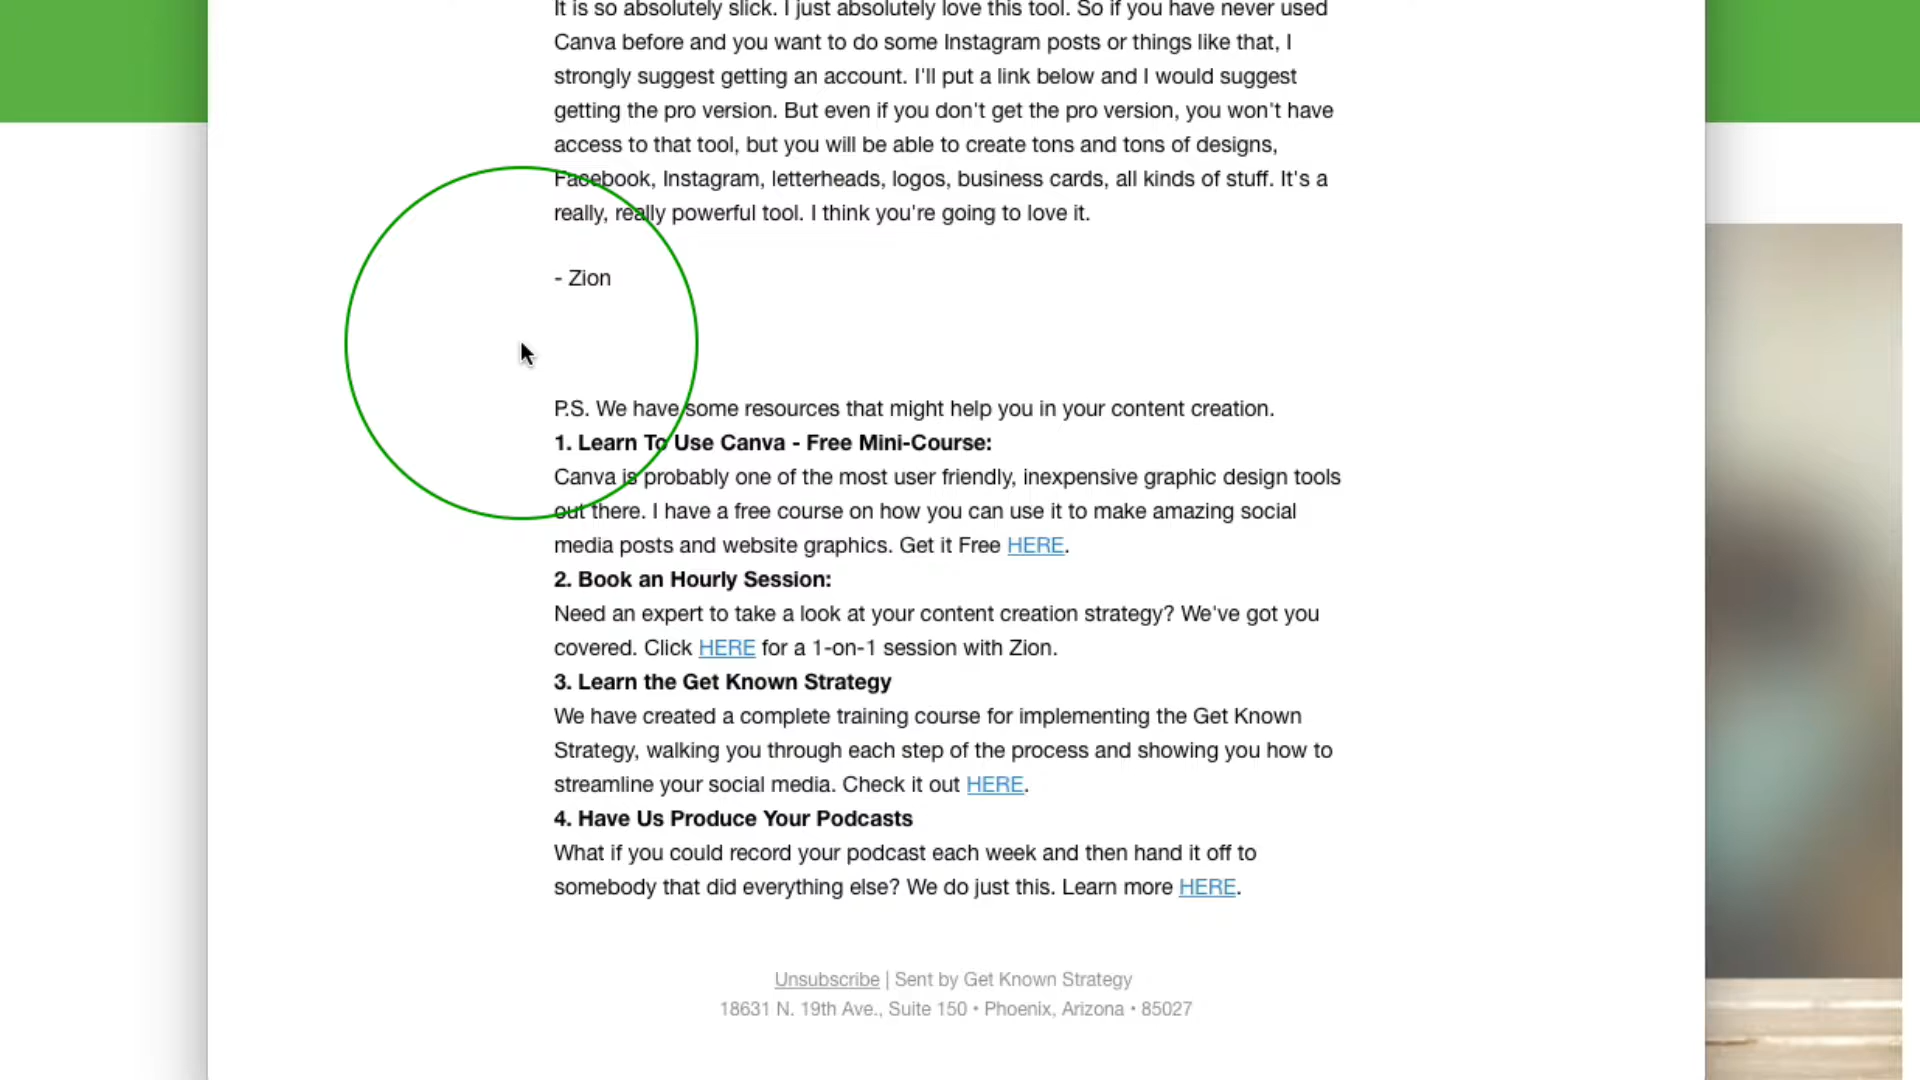 It is so absolutely slick. I just absolutely love this tool. So if you have never used
Canva before and you want to do some Instagram posts or things like that, I
strongly suggest getting an account. I'll put a link below and I would suggest
getting the pro version. But even if you don't get the pro version, you won't have
access to that tool, but you will be able to create tons and tons of designs,
Facebook, Instagram, letterheads, logos, business cards, all kinds of stuff. It's a
really, really powerful tool. I think you're going to love it.
- Zion
P.S. We have some resources that might help you in your content creation.
1. Learn To Use Canva - Free Mini-Course:
Canva is probably one of the most user friendly, inexpensive graphic design tools
out there. I have a free course on how you can use it to make amazing social
media posts and website graphics. Get it Free HERE.
2. Book an Hourly Session:
Need an expert to take a look at your content creation strategy? We've got you
covered. Click HERE for a 1-on-1 session with Zion.
3. Learn the Get Known Strategy
We have created a complete training course for implementing the Get Known
Strategy, walking you through each step of the process and showing you how to
streamline your social media. Check it out HERE.
4. Have Us Produce Your Podcasts
What if you could record your podcast each week and then hand it off to
somebody that did everything else? We do just this. Learn more HERE.
Unsubscribe | Sent by Get Known Strategy
18631 N. 19th Ave., Suite 150 • Phoenix, Arizona • 85027